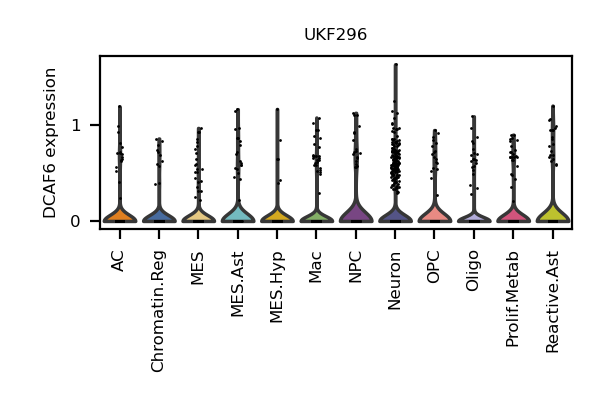 UKF296
DCAF6 expression
1
0
AC
Chromatin.Reg
MES
MES.Ast
MES.Hyp
Mac
NPC
Neuron
OPC
Oligo
Prolif.Metab
Reactive.Ast